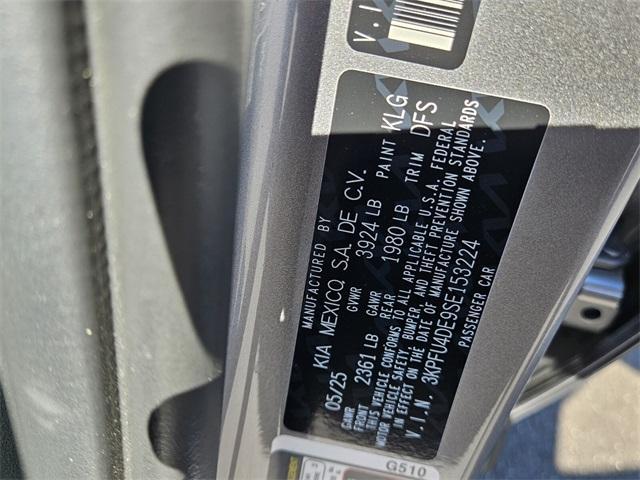 V.I
MANUFACTURED BY
KIA MEXICO, S.A. DE C.V.
05/25 GVWR 3924 LB PAINT KLG
GAWR FRONT 2361 LB GAWR REAR 1980 LB TRIM DFS
THIS VEHICLE CONFORMS TO ALL APPLICABLE U.S.A. FEDERAL
MOTOR VEHICLE SAFETY, BUMPER, AND THEFT PREVENTION STANDARDS
IN EFFECT ON THE DATE OF MANUFACTURE SHOWN ABOVE.
V.I.N. 3KPFU4DE9SE153224
PASSENGER CAR
G510